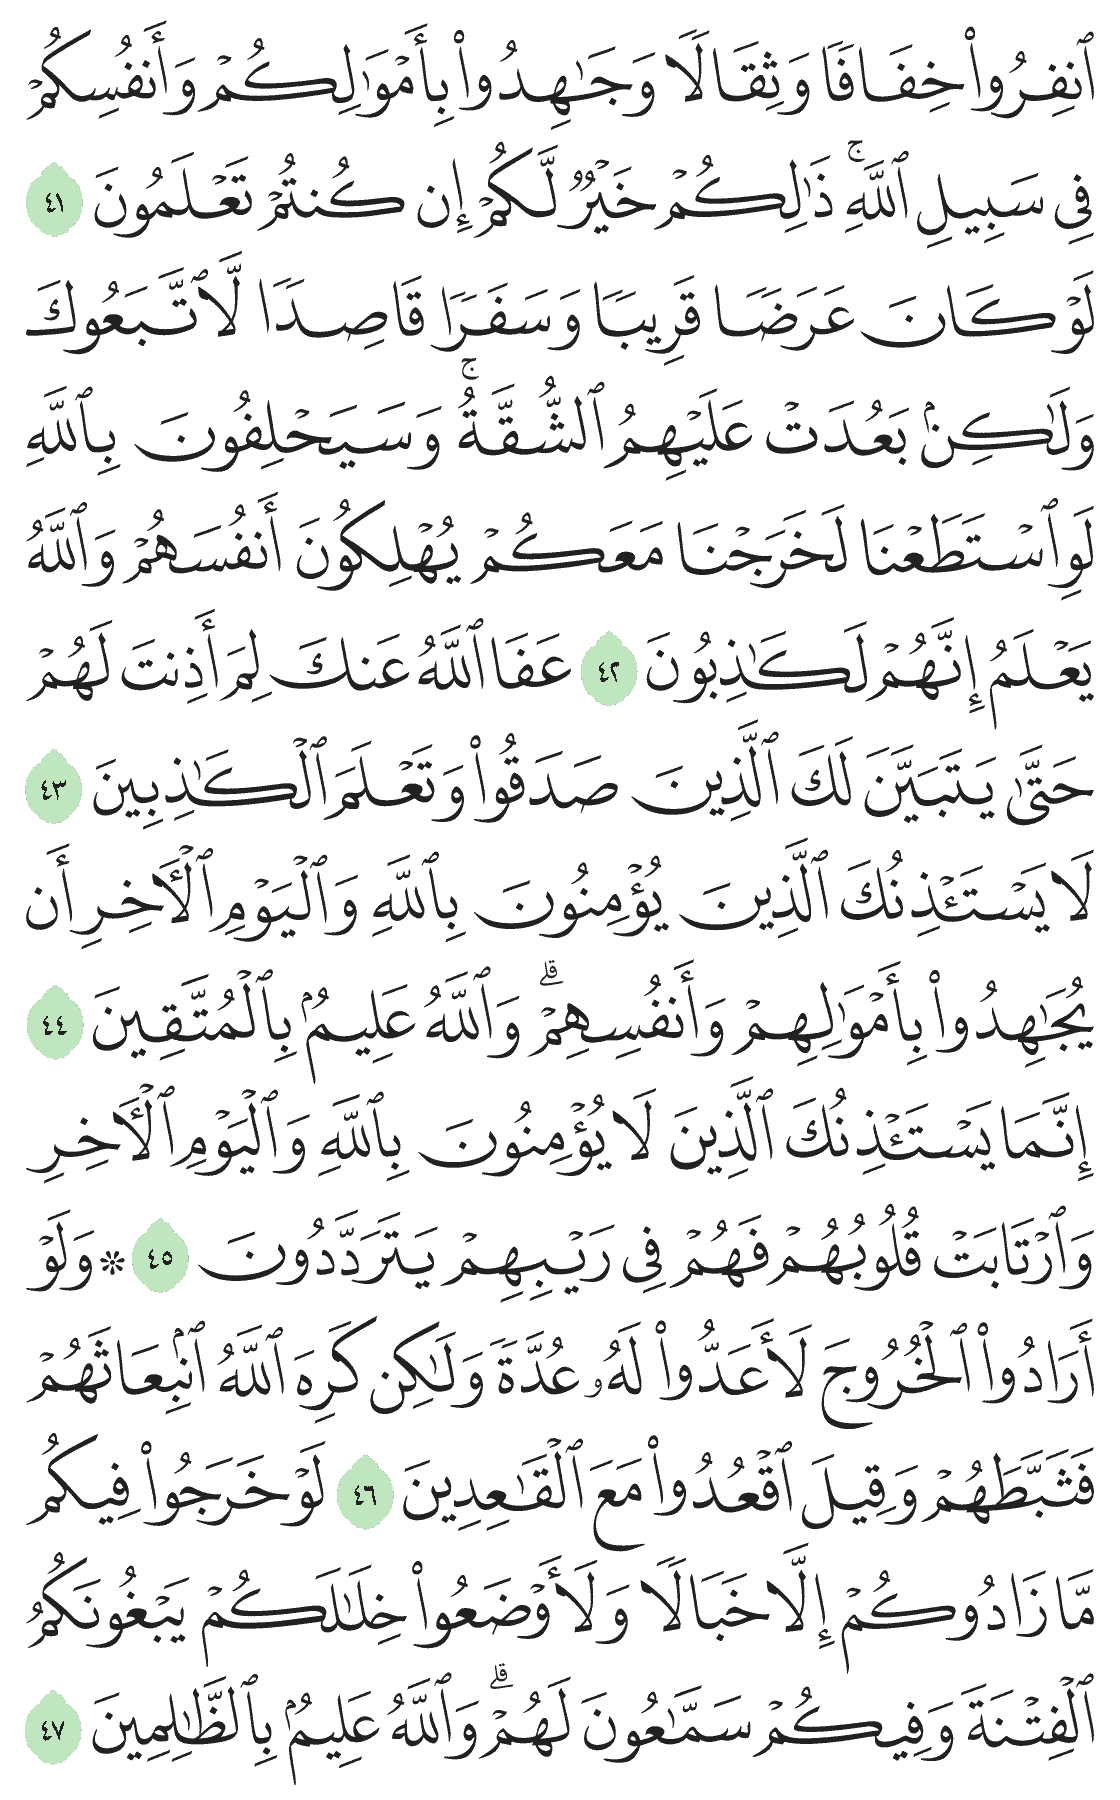 ٱنفِرُوا۟ خِفَافًا وَثِقَالًا وَجَـٰهِدُوا۟ بِأَمْوَٰلِكُمْ وَأَنفُسِكُمْ
فِى سَبِيلِ ٱللَّهِ ۚ ذَٰلِكُمْ خَيْرٌ لَّكُمْ إِن كُنتُمْ تَعْلَمُونَ ٤١
لَوْ كَانَ عَرَضًا قَرِيبًا وَسَفَرًا قَاصِدًا لَّٱتَّبَعُوكَ
وَلَـٰكِنۢ بَعُدَتْ عَلَيْهِمُ ٱلشُّقَّةُ ۚ وَسَيَحْلِفُونَ بِٱللَّهِ
لَوِ ٱسْتَطَعْنَا لَخَرَجْنَا مَعَكُمْ يُهْلِكُونَ أَنفُسَهُمْ وَٱللَّهُ
يَعْلَمُ إِنَّهُمْ لَكَـٰذِبُونَ ٤٢ عَفَا ٱللَّهُ عَنكَ لِمَ أَذِنتَ لَهُمْ
حَتَّىٰ يَتَبَيَّنَ لَكَ ٱلَّذِينَ صَدَقُوا۟ وَتَعْلَمَ ٱلْكَـٰذِبِينَ ٤٣
لَا يَسْتَـْٔذِنُكَ ٱلَّذِينَ يُؤْمِنُونَ بِٱللَّهِ وَٱلْيَوْمِ ٱلْـَٔاخِرِ أَن
يُجَـٰهِدُوا۟ بِأَمْوَٰلِهِمْ وَأَنفُسِهِمْ ۗ وَٱللَّهُ عَلِيمٌۢ بِٱلْمُتَّقِينَ ٤٤
إِنَّمَا يَسْتَـْٔذِنُكَ ٱلَّذِينَ لَا يُؤْمِنُونَ بِٱللَّهِ وَٱلْيَوْمِ ٱلْـَٔاخِرِ
وَٱرْتَابَتْ قُلُوبُهُمْ فَهُمْ فِى رَيْبِهِمْ يَتَرَدَّدُونَ ٤٥ ۞ وَلَوْ
أَرَادُوا۟ ٱلْخُرُوجَ لَأَعَدُّوا۟ لَهُۥ عُدَّةً وَلَـٰكِن كَرِهَ ٱللَّهُ ٱنۢبِعَاثَهُمْ
فَثَبَّطَهُمْ وَقِيلَ ٱقْعُدُوا۟ مَعَ ٱلْقَـٰعِدِينَ ٤٦ لَوْ خَرَجُوا۟ فِيكُم
مَّا زَادُوكُمْ إِلَّا خَبَالًا وَلَأَوْضَعُوا۟ خِلَـٰلَكُمْ يَبْغُونَكُمُ
ٱلْفِتْنَةَ وَفِيكُمْ سَمَّـٰعُونَ لَهُمْ ۗ وَٱللَّهُ عَلِيمٌۢ بِٱلظَّـٰلِمِينَ ٤٧